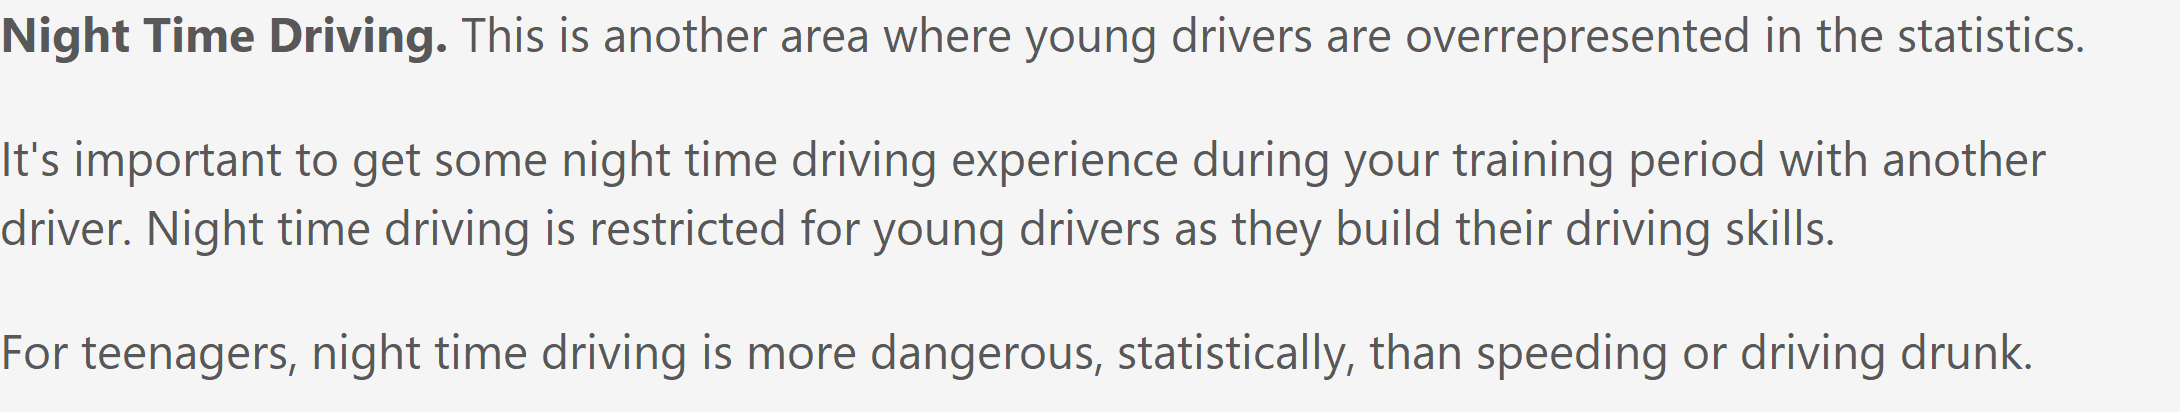 Night Time Driving. This is another area where young drivers are overrepresented in the statistics.
It's important to get some night time driving experience during your training period with another
driver. Night time driving is restricted for young drivers as they build their driving skills.
For teenagers, night time driving is more dangerous, statistically, than speeding or driving drunk.